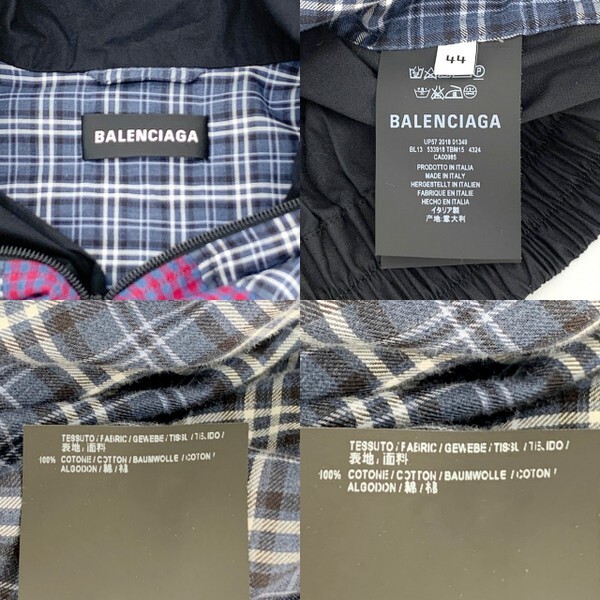 BALENCIAGA
44
BALENCIAGA
UP57 2018 01349
BL13 533918 TBM15 4324
CA00985
PRODOTTO IN ITALIA
MADE IN ITALY
HERGESTELLT IN ITALIEN
FABRIQUE EN ITALIE
HECHO EN ITALIA
イタリア製
产地:意大利
TESSUTO / FABRIC / GEWEBE / TISSU / TEJIDO /
表地 / 面料
100% COTONE / COTTON / BAUMWOLLE / COTON /
ALGODON / 綿 / 棉
TESSUTO / FABRIC / GEWEBE / TISSU / TEJIDO /
表地 / 面料
100% COTONE / COTTON / BAUMWOLLE / COTON /
ALGODON / 綿 / 棉